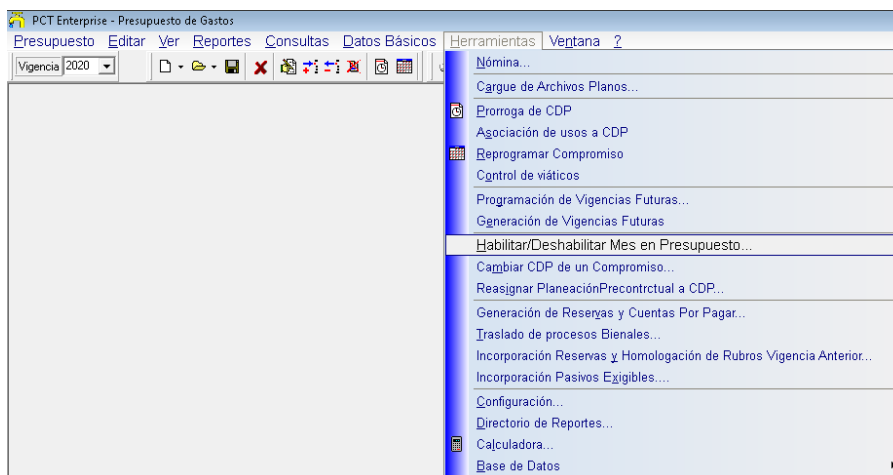 PCT Enterprise - Presupuesto de Gastos
Presupuesto Editar Ver Reportes Consultas Datos Básicos Herramientas Ventana ?
Vigencia 2020
Nómina...
Cargue de Archivos Planos...
Prorroga de CDP
Asociación de usos a CDP
Reprogramar Compromiso
Control de viáticos
Programación de Vigencias Futuras...
Generación de Vigencias Futuras
Habilitar/Deshabilitar Mes en Presupuesto...
Cambiar CDP de un Compromiso...
Reasignar PlaneaciónPrecontrctual a CDP...
Generación de Reservas y Cuentas Por Pagar...
Traslado de procesos Bienales...
Incorporación Reservas y Homologación de Rubros Vigencia Anterior...
Incorporación Pasivos Exigibles....
Configuración...
Directorio de Reportes...
Calculadora...
Base de Datos